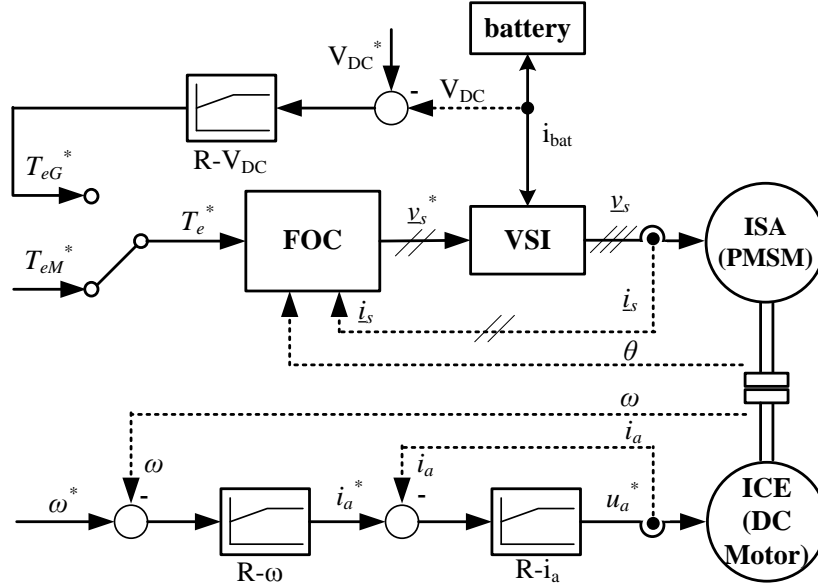 battery
V_DC^*
-
V_DC
i_bat
R-V_DC
T_eG^*
T_e^*
T_eM^*
FOC
v_s^*
VSI
v_s
ISA
(PMSM)
i_s
i_s
θ
ω
i_a
ω
i_a
ω^*
-
i_a^*
-
u_a^*
ICE
(DC
Motor)
R-ω
R-i_a